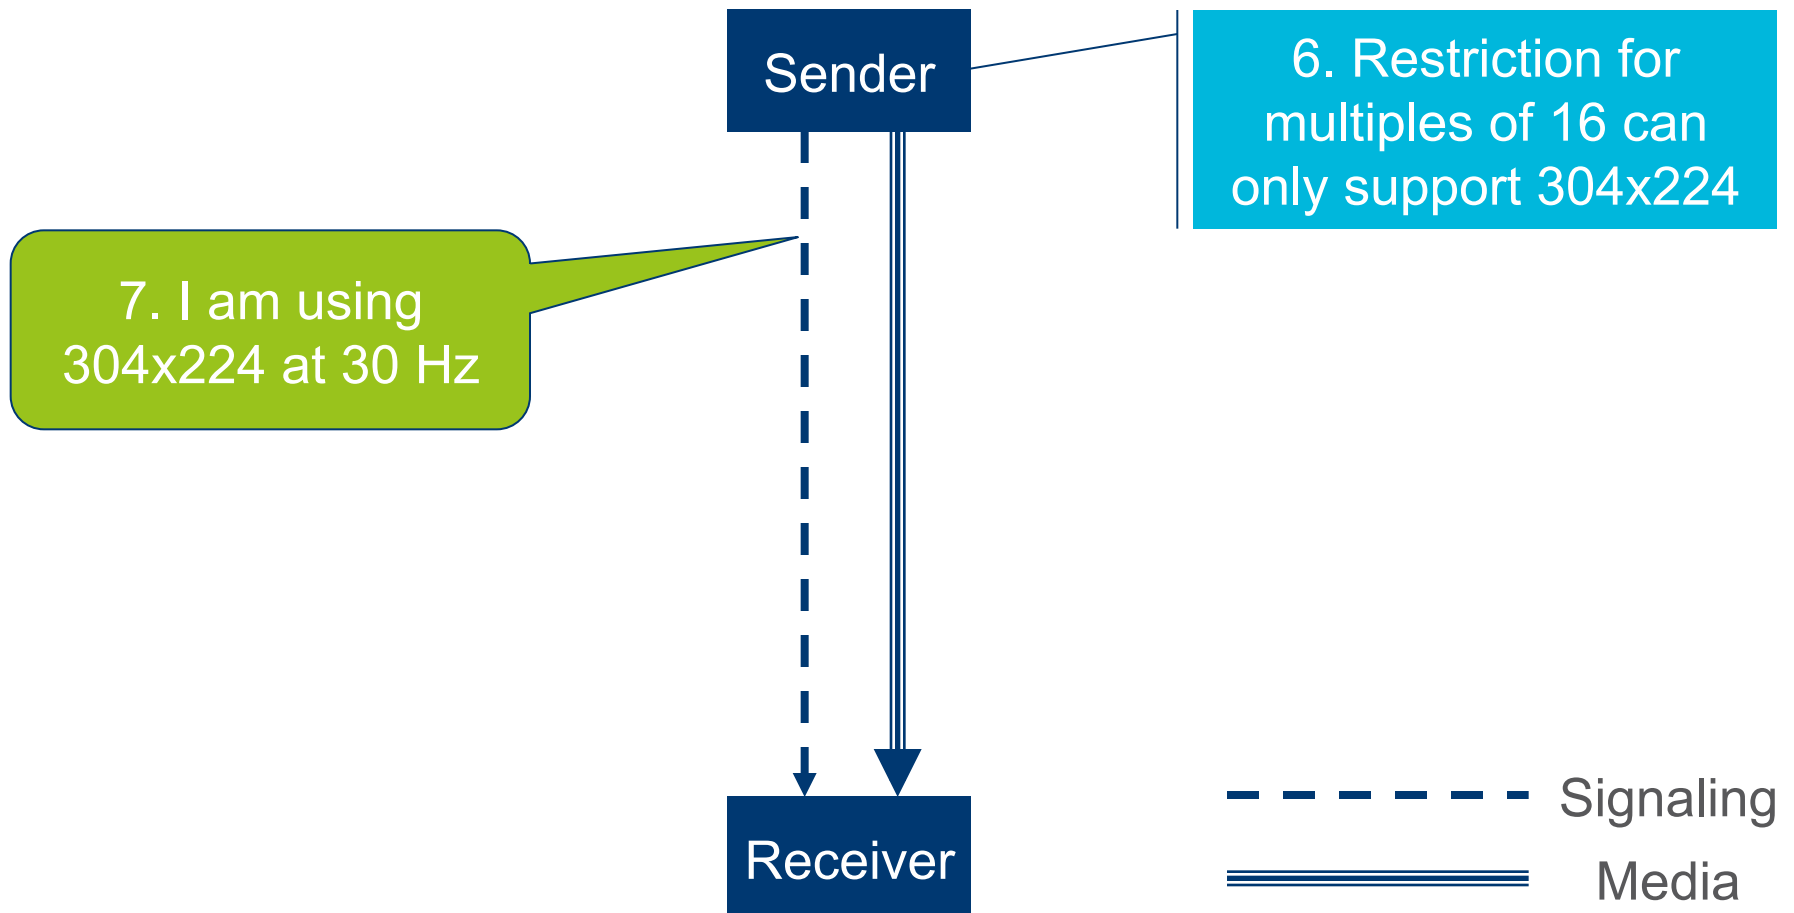 Sender
6. Restriction for
multiples of 16 can
only support 304x224
7. I am using
304x224 at 30 Hz
Receiver
Signaling
Media